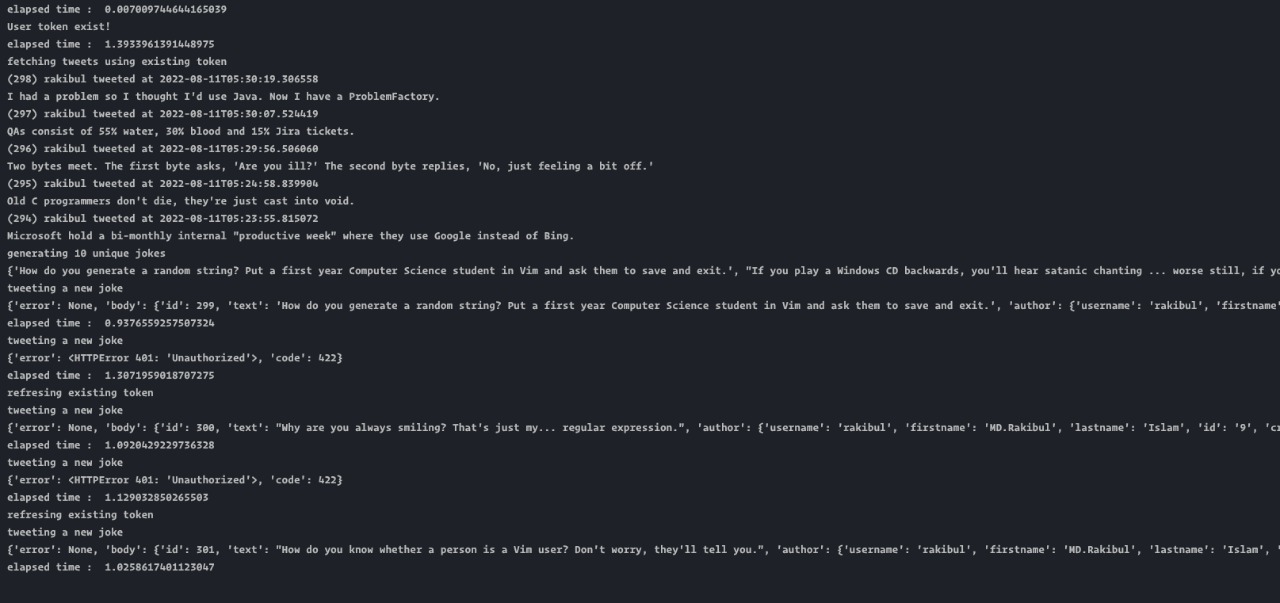 elapsed time :  0.007009744644165039
User token exist!
elapsed time :  1.3933961391448975
fetching tweets using existing token
(298) rakibul tweeted at 2022-08-11T05:30:19.306558
I had a problem so I thought I'd use Java. Now I have a ProblemFactory.
(297) rakibul tweeted at 2022-08-11T05:30:07.524419
QAs consist of 55% water, 30% blood and 15% Jira tickets.
(296) rakibul tweeted at 2022-08-11T05:29:56.506060
Two bytes meet. The first byte asks, 'Are you ill?' The second byte replies, 'No, just feeling a bit off.'
(295) rakibul tweeted at 2022-08-11T05:24:58.839904
Old C programmers don't die, they're just cast into void.
(294) rakibul tweeted at 2022-08-11T05:23:55.815072
Microsoft hold a bi-monthly internal "productive week" where they use Google instead of Bing.
generating 10 unique jokes
{'How do you generate a random string? Put a first year Computer Science student in Vim and ask them to save and exit.', "If you play a Windows CD backwards, you'll hear satanic chanting ... worse still, if yo
tweeting a new joke
{'error': None, 'body': {'id': 299, 'text': 'How do you generate a random string? Put a first year Computer Science student in Vim and ask them to save and exit.', 'author': {'username': 'rakibul', 'firstname'
elapsed time :  0.9376559257507324
tweeting a new joke
{'error': <HTTPError 401: 'Unauthorized'>, 'code': 422}
elapsed time :  1.3071959018707275
refresing existing token
tweeting a new joke
{'error': None, 'body': {'id': 300, 'text': "Why are you always smiling? That's just my... regular expression.", 'author': {'username': 'rakibul', 'firstname': 'MD.Rakibul', 'lastname': 'Islam', 'id': '9', 'cr
elapsed time :  1.0920429229736328
tweeting a new joke
{'error': <HTTPError 401: 'Unauthorized'>, 'code': 422}
elapsed time :  1.129032850265503
refresing existing token
tweeting a new joke
{'error': None, 'body': {'id': 301, 'text': "How do you know whether a person is a Vim user? Don't worry, they'll tell you.", 'author': {'username': 'rakibul', 'firstname': 'MD.Rakibul', 'lastname': 'Islam', '
elapsed time :  1.0258617401123047